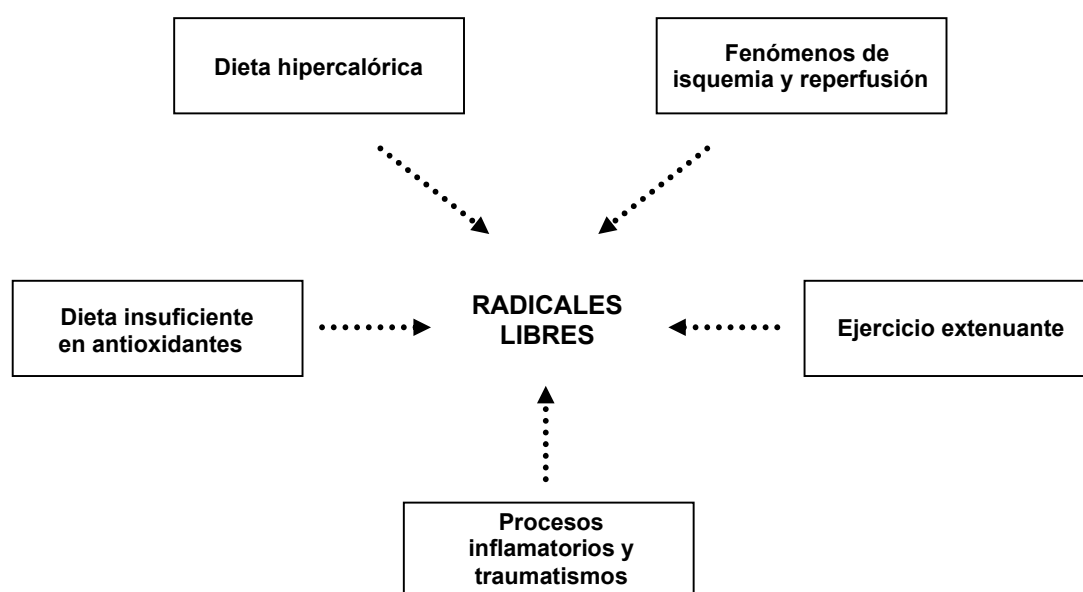 Dieta hipercalórica
Fenómenos de
isquemia y reperfusión
Dieta insuficiente
en antioxidantes
RADICALES
LIBRES
Ejercicio extenuante
Procesos
inflamatorios y
traumatismos